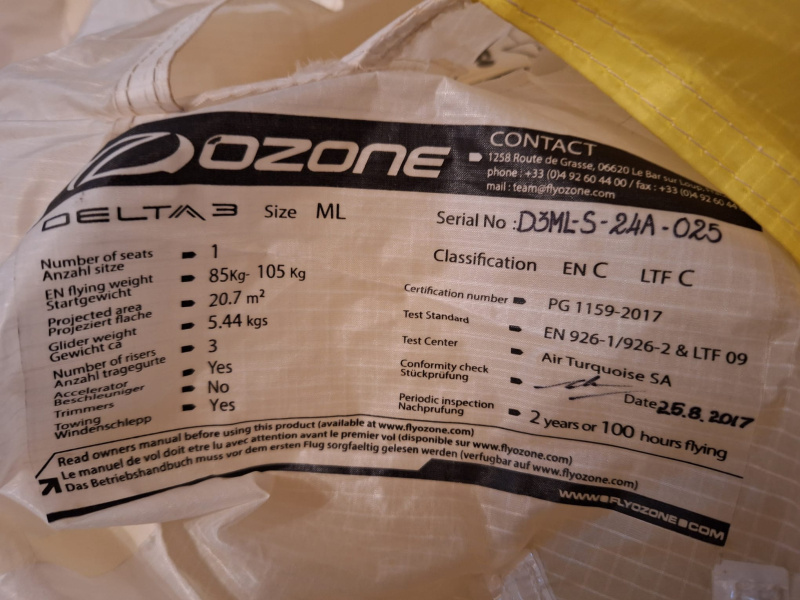 OZONE
CONTACT
1258 Route de Grasse, 06620 Le Bar sur Loup,
phone : +33 (0)4 92 60 44 00 / fax : +33 (0)4 92 60 44
mail : team@flyozone.com
DELTA 3 Size ML
Serial No : D3ML-S-24A-025
Classification EN C LTF C
Number of seats 1
Anzahl sitze
EN flying weight 85Kg- 105 Kg
Startgewicht
Projected area 20.7 m²
Projeziert flache
Glider weight 5.44 kgs
Gewicht ca
Number of risers 3
Anzahl tragegurte
Accelerator Yes
Beschleuniger
Trimmers No
Towing Yes
Windenschlepp
Certification number PG 1159-2017
Test Standard EN 926-1/926-2 & LTF 09
Test Center Air Turquoise SA
Conformity check
Stückprüfung
Date 25.8.2017
Periodic inspection 2 years or 100 hours flying
Nachprufung
Read owners manual before using this product (available at www.flyozone.com)
Le manuel de vol doit etre lu avec attention avant le premier vol (disponible sur www.flyozone.com)
Das Betriebshandbuch muss vor dem ersten Flug sorgfaeltig gelesen werden (verfugbar auf www.flyozone.com)
WWW.FLYOZONE.COM